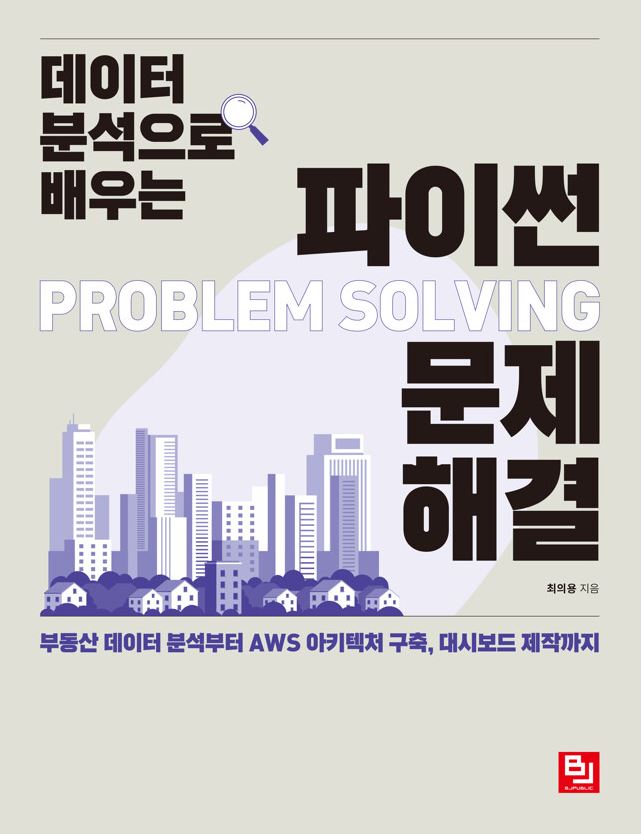 데이터
분석으로
배우는
파이썬
PROBLEM SOLVING
문제
해결
최의용 지음
부동산 데이터 분석부터 AWS 아키텍처 구축, 대시보드 제작까지
BJ
BJPUBLIC